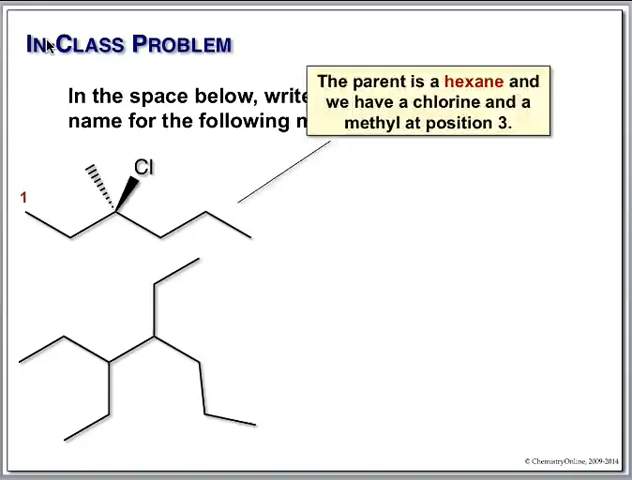 IN-CLASS PROBLEM
In the space below, write
name for the following
The parent is a hexane and
we have a chlorine and a
methyl at position 3.
Cl
1
© ChemistryOnline, 2009-2014